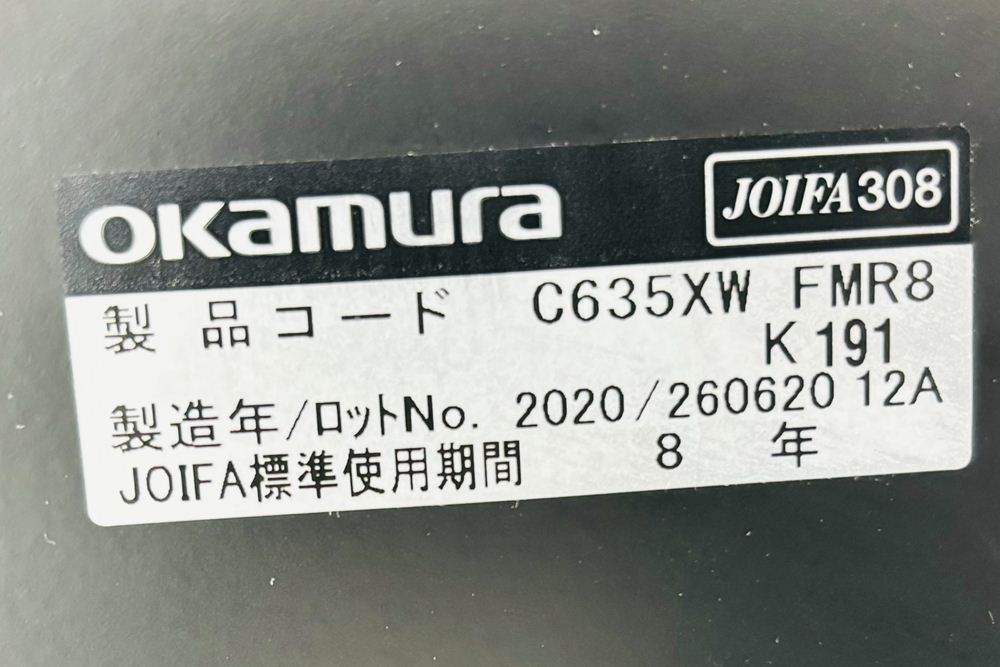 okamura
JOIFA308
製品コード C635XW FMR8
K191
製造年/ロットNo. 2020/260620 12A
JOIFA標準使用期間 8 年